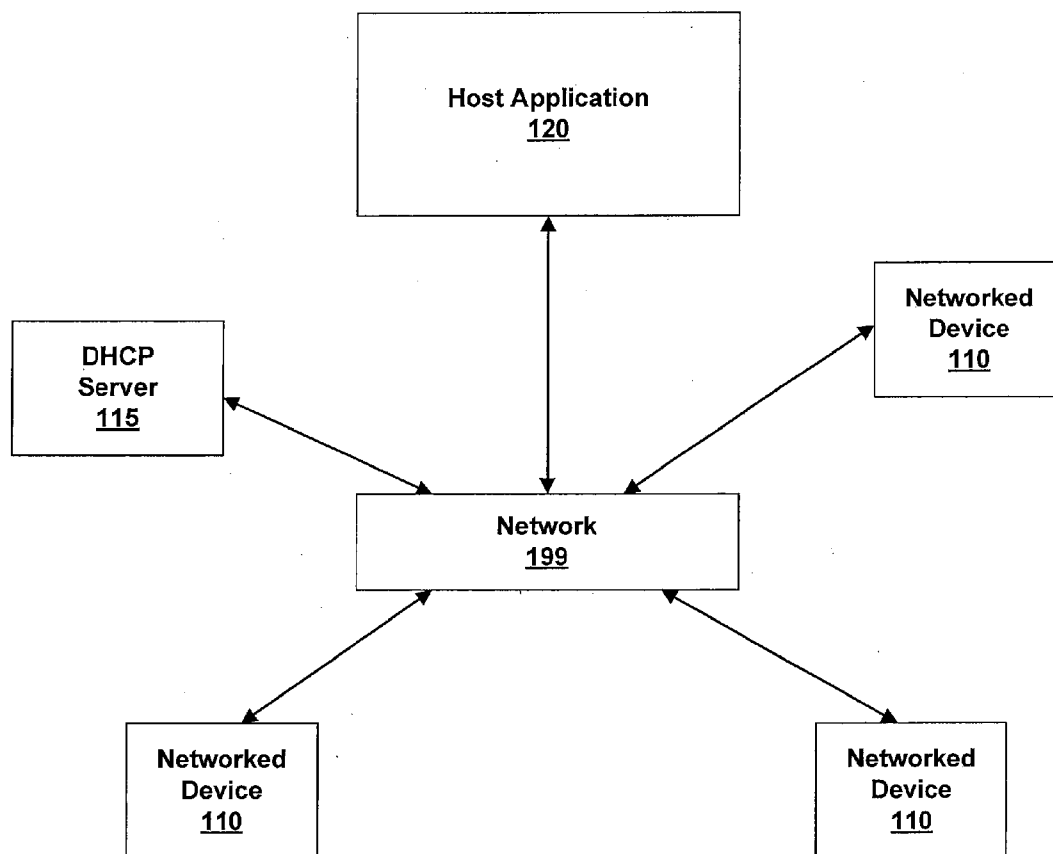 Host Application
120
Networked
Device
110
DHCP
Server
115
Network
199
Networked
Device
110
Networked
Device
110